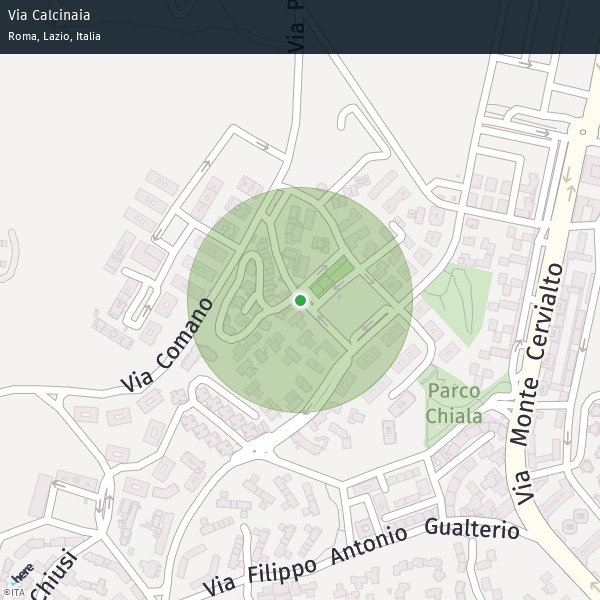 Via Calcinaia
Roma, Lazio, Italia
Via P
Via Comano
Via Monte Cervialto
Parco
Chiala
Via Filippo Antonio Gualterio
Chiusi
here
©ITA